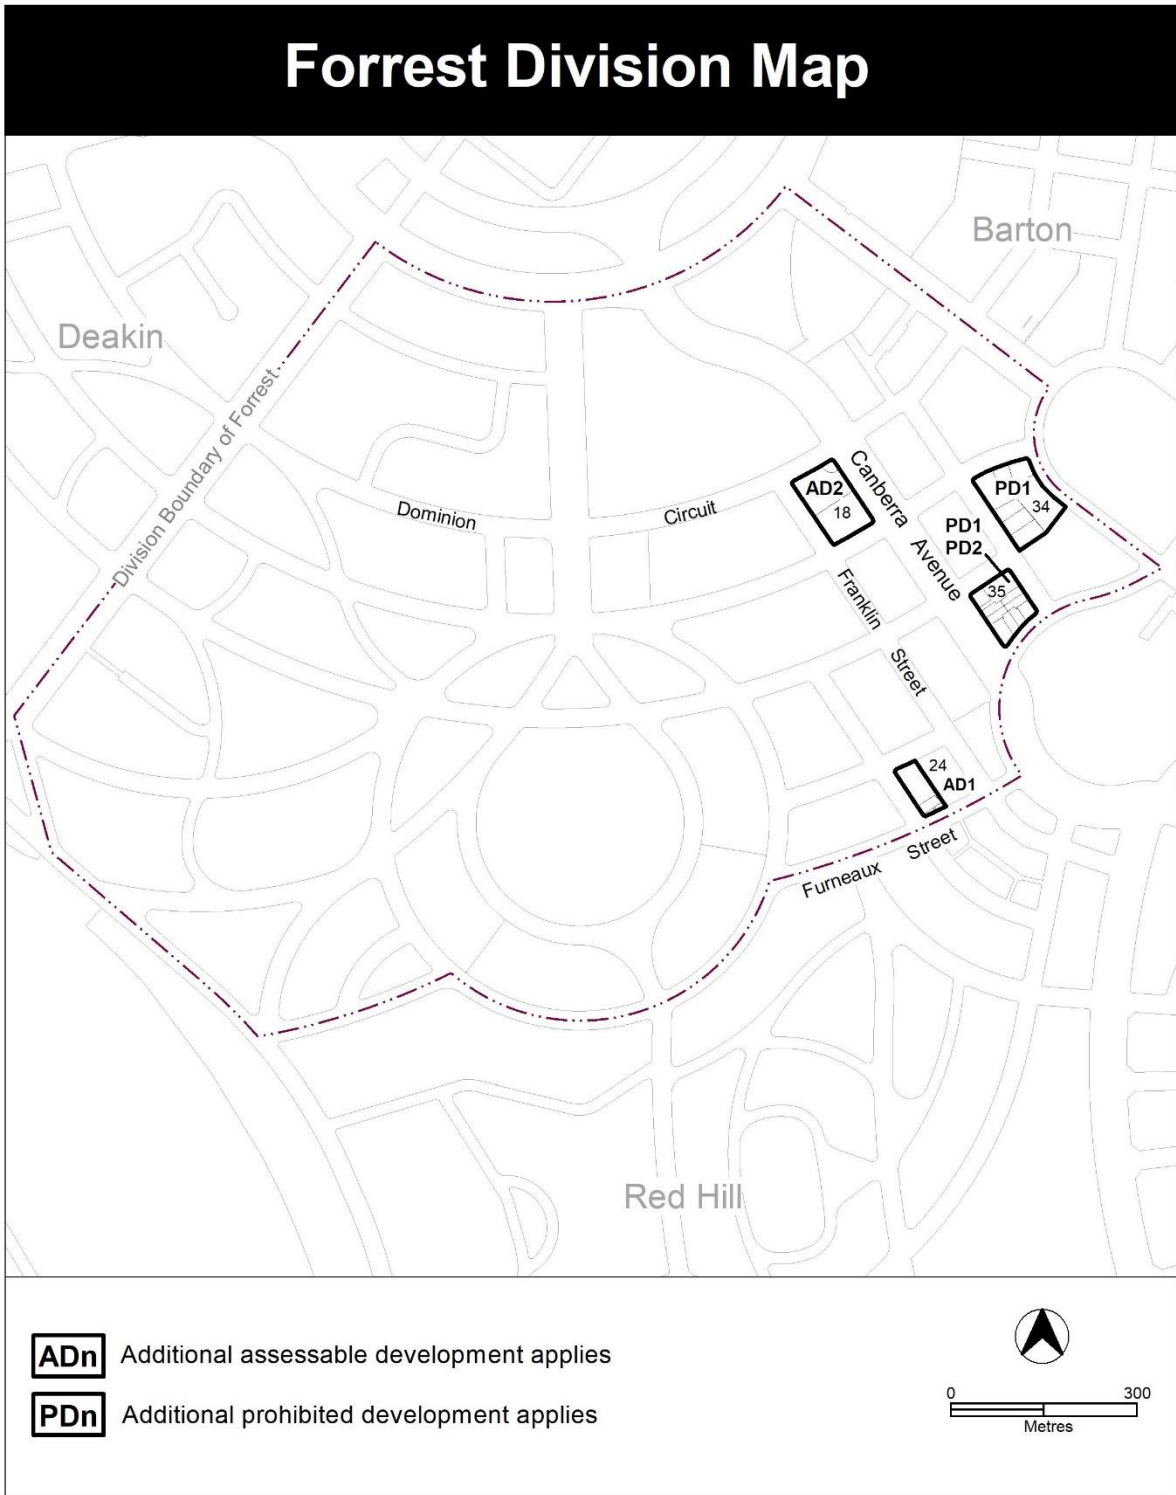 Forrest Division Map
Barton
Deakin
Division Boundary of Forrest
Dominion
Circuit
Canberra
Avenue
AD2
18
PD1
34
PD1
PD2
35
Franklin
Street
24
AD1
Furneaux
Street
Red Hill
ADn Additional assessable development applies
PDn Additional prohibited development applies
0 300
Metres